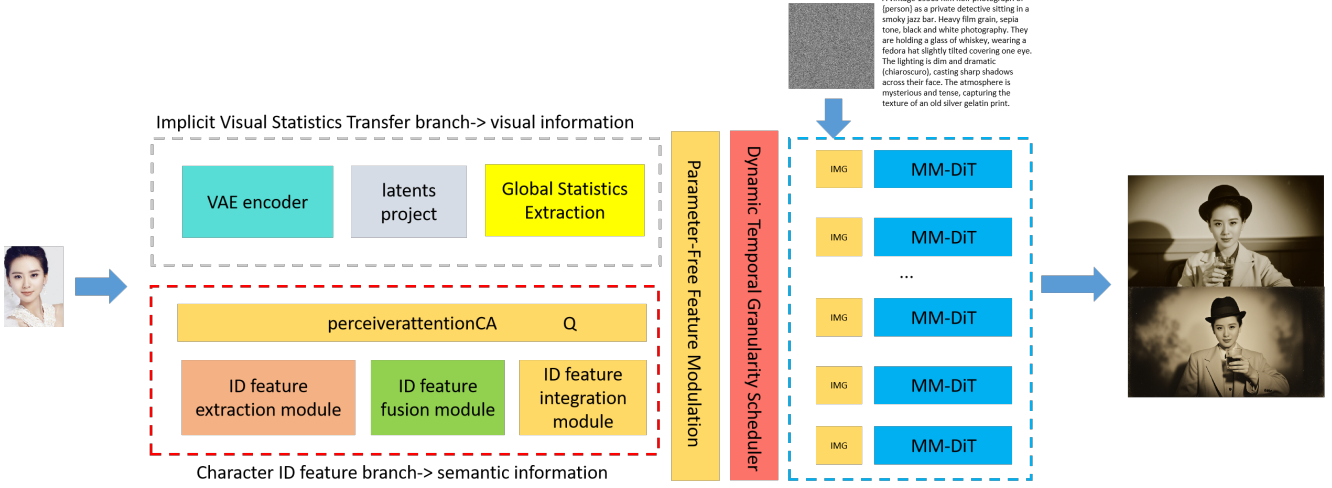 {person} as a private detective sitting in a
smoky jazz bar. Heavy film grain, sepia
tone, black and white photography. They
are holding a glass of whiskey, wearing a
fedora hat slightly tilted covering one eye.
The lighting is dim and dramatic
(chiaroscuro), casting sharp shadows
across their face. The atmosphere is
mysterious and tense, capturing the
texture of an old silver gelatin print.
Implicit Visual Statistics Transfer branch-> visual information
VAE encoder
latents
project
Global Statistics
Extraction
perceiverattentionCA Q
ID feature
extraction module
ID feature
fusion module
ID feature
integration
module
Character ID feature branch-> semantic information
Parameter-Free Feature Modulation
Dynamic Temporal Granularity Scheduler
IMG MM-DiT
IMG MM-DiT
...
IMG MM-DiT
IMG MM-DiT
IMG MM-DiT